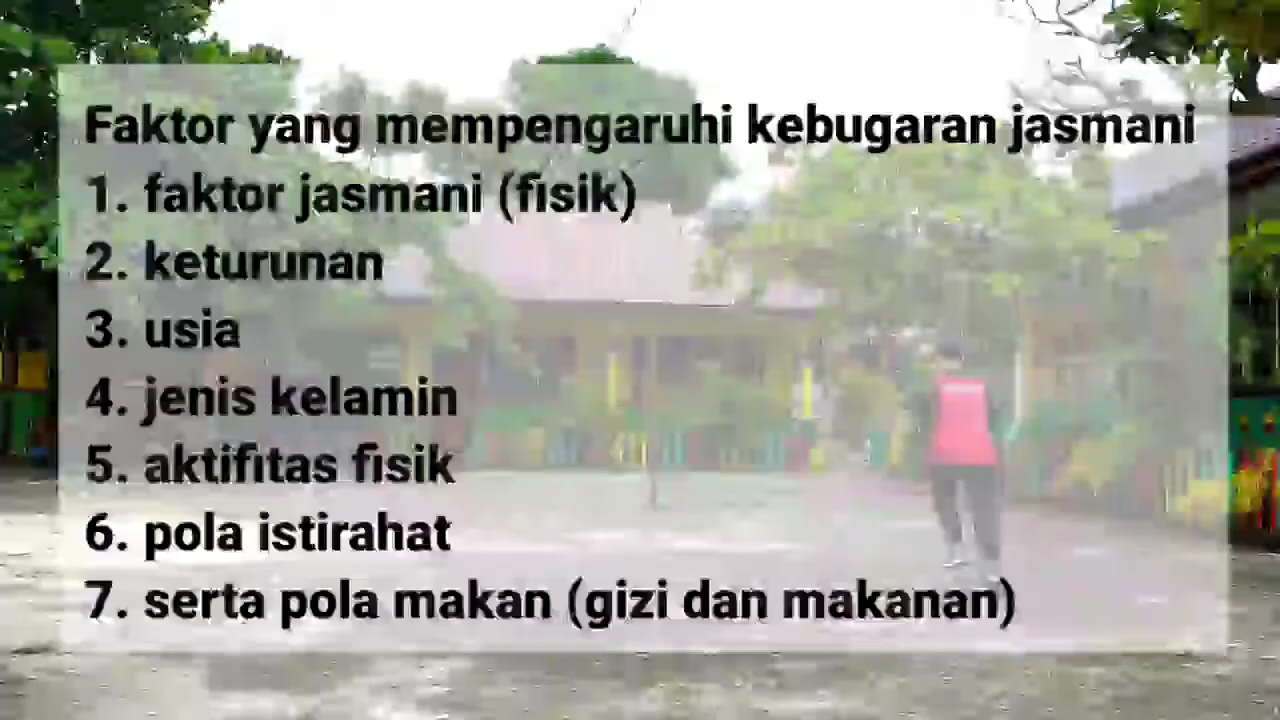 Faktor yang mempengaruhi kebugaran jasmani
1. faktor jasmani (fisik)
2. keturunan
3. usia
4. jenis kelamin
5. aktifitas fisik
6. pola istirahat
7. serta pola makan (gizi dan makanan)